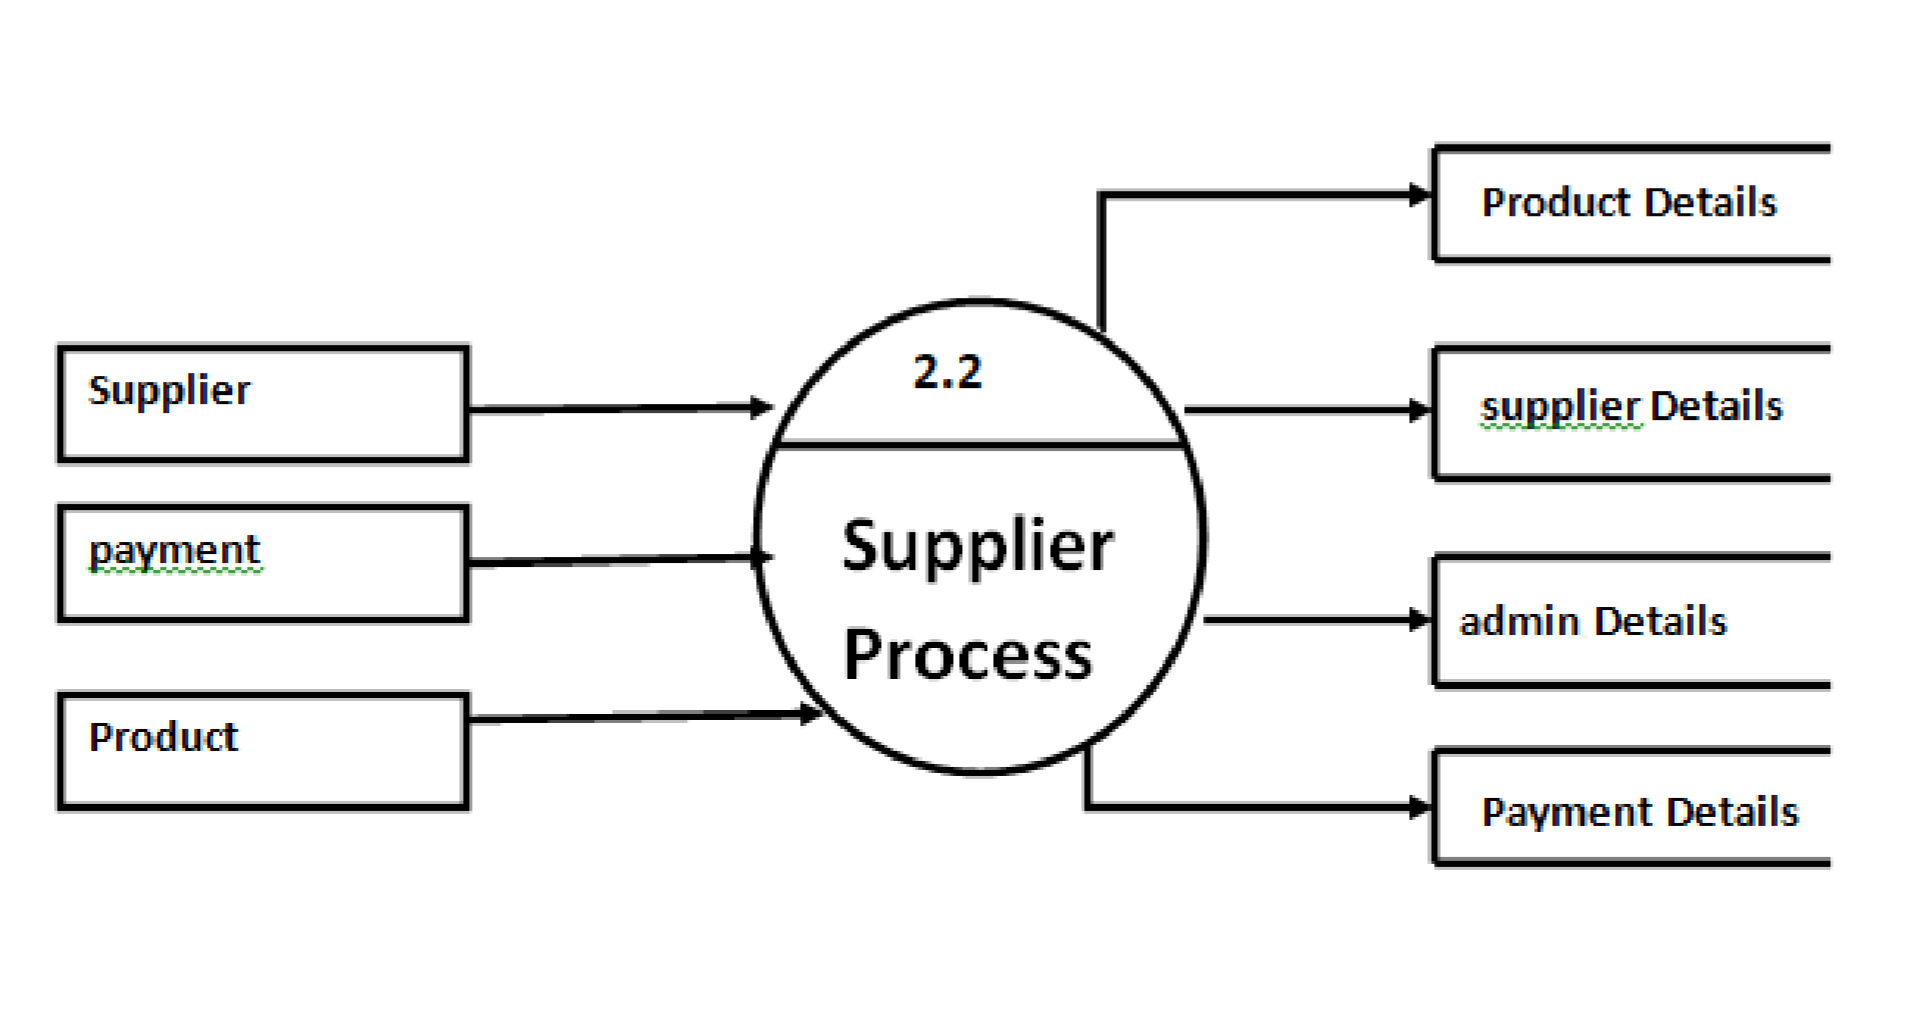 Supplier
payment
Product
2.2
Supplier
Process
Product Details
supplier Details
admin Details
Payment Details